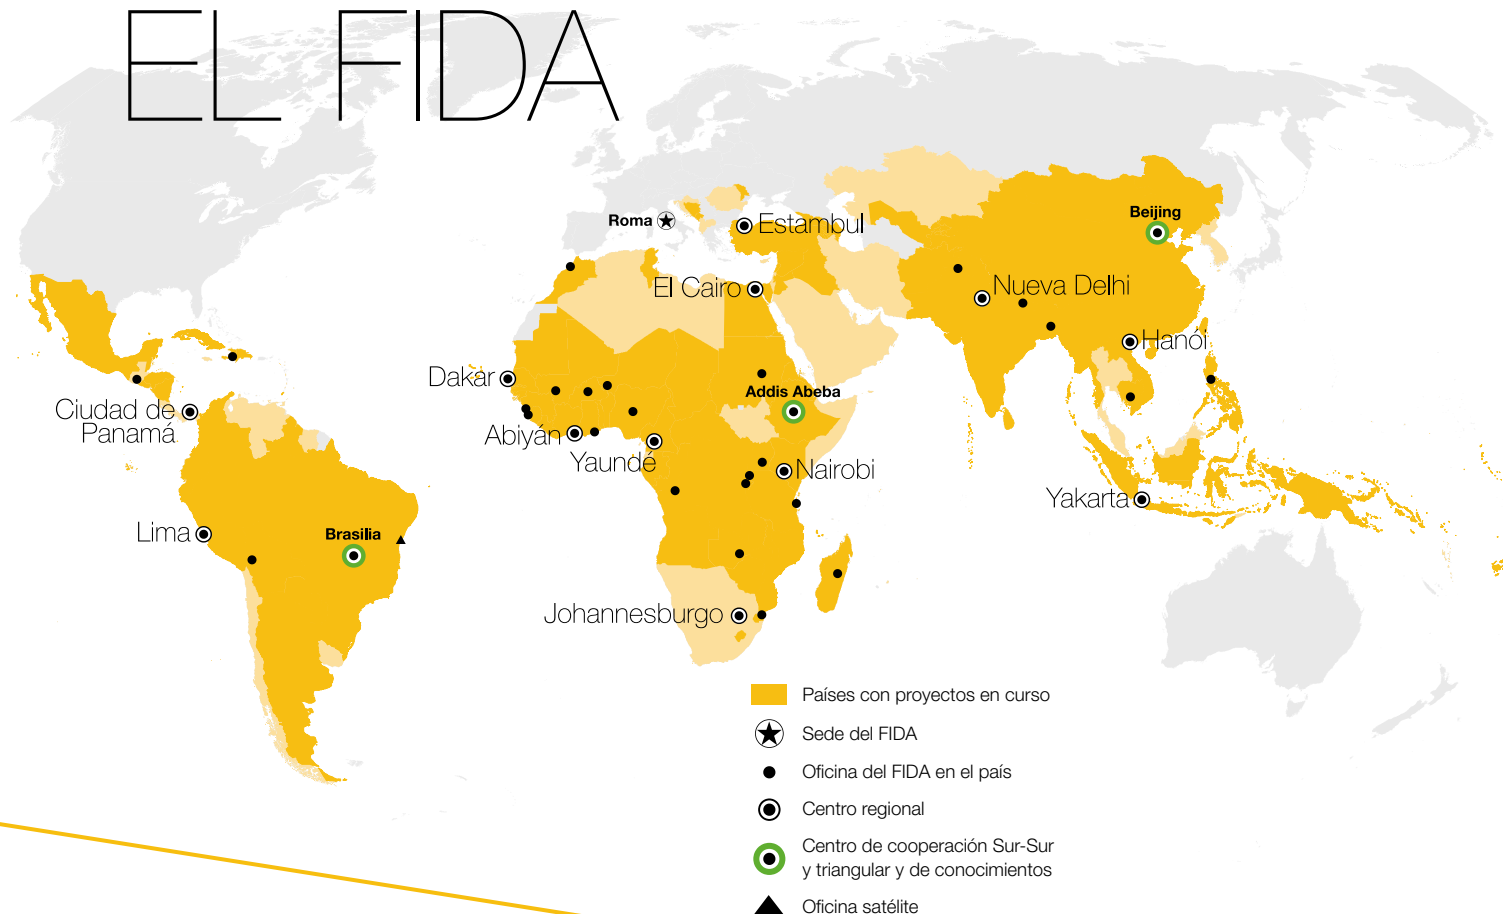 EL FIDA
Roma
Estambul
Beijing
El Cairo
Nueva Delhi
Hanói
Dakar
Addis Abeba
Ciudad de
Panamá
Abiyán
Yaundé
Nairobi
Yakarta
Lima
Brasilia
Johannesburgo
Países con proyectos en curso
Sede del FIDA
Oficina del FIDA en el país
Centro regional
Centro de cooperación Sur-Sur
y triangular y de conocimientos
Oficina satélite